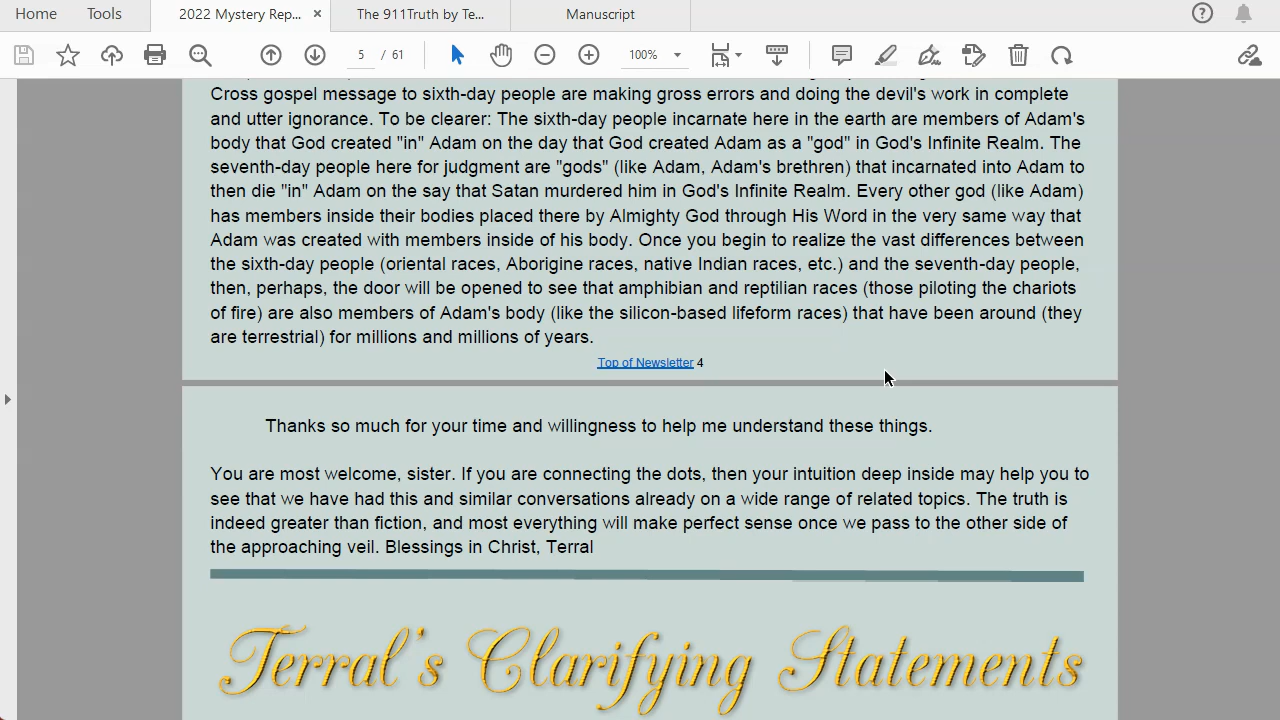 Home Tools 2022 Mystery Rep... × The 911Truth by Te... Manuscript
5 / 61 100%
Cross gospel message to sixth-day people are making gross errors and doing the devil's work in complete
and utter ignorance. To be clearer: The sixth-day people incarnate here in the earth are members of Adam's
body that God created "in" Adam on the day that God created Adam as a "god" in God's Infinite Realm. The
seventh-day people here for judgment are "gods" (like Adam, Adam's brethren) that incarnated into Adam to
then die "in" Adam on the say that Satan murdered him in God's Infinite Realm. Every other god (like Adam)
has members inside their bodies placed there by Almighty God through His Word in the very same way that
Adam was created with members inside of his body. Once you begin to realize the vast differences between
the sixth-day people (oriental races, Aborigine races, native Indian races, etc.) and the seventh-day people,
then, perhaps, the door will be opened to see that amphibian and reptilian races (those piloting the chariots
of fire) are also members of Adam's body (like the silicon-based lifeform races) that have been around (they
are terrestrial) for millions and millions of years.
Top of Newsletter 4
Thanks so much for your time and willingness to help me understand these things.
You are most welcome, sister. If you are connecting the dots, then your intuition deep inside may help you to
see that we have had this and similar conversations already on a wide range of related topics. The truth is
indeed greater than fiction, and most everything will make perfect sense once we pass to the other side of
the approaching veil. Blessings in Christ, Terral
Terral's Clarifying Statements